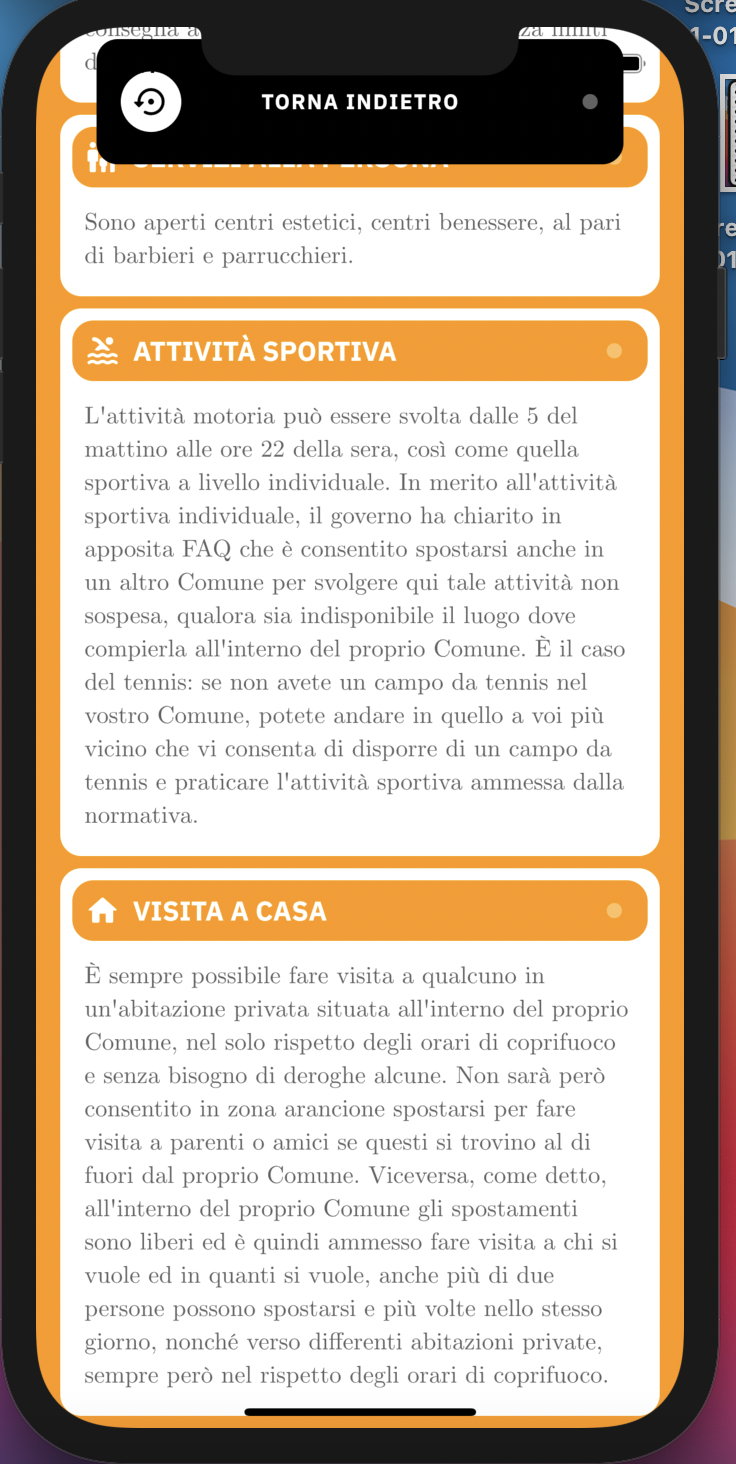 Scre
1-01
consegna a
za limiti
d
TORNA INDIETRO
SERVIZI ALLA PERSONA
re
01
Sono aperti centri estetici, centri benessere, al pari
di barbieri e parrucchieri.
ATTIVITÀ SPORTIVA
L'attività motoria può essere svolta dalle 5 del
mattino alle ore 22 della sera, così come quella
sportiva a livello individuale. In merito all'attività
sportiva individuale, il governo ha chiarito in
apposita FAQ che è consentito spostarsi anche in
un altro Comune per svolgere qui tale attività non
sospesa, qualora sia indisponibile il luogo dove
compierla all'interno del proprio Comune. È il caso
del tennis: se non avete un campo da tennis nel
vostro Comune, potete andare in quello a voi più
vicino che vi consenta di disporre di un campo da
tennis e praticare l'attività sportiva ammessa dalla
normativa.
VISITA A CASA
È sempre possibile fare visita a qualcuno in
un'abitazione privata situata all'interno del proprio
Comune, nel solo rispetto degli orari di coprifuoco
e senza bisogno di deroghe alcune. Non sarà però
consentito in zona arancione spostarsi per fare
visita a parenti o amici se questi si trovino al di
fuori dal proprio Comune. Viceversa, come detto,
all'interno del proprio Comune gli spostamenti
sono liberi ed è quindi ammesso fare visita a chi si
vuole ed in quanti si vuole, anche più di due
persone possono spostarsi e più volte nello stesso
giorno, nonché verso differenti abitazioni private,
sempre però nel rispetto degli orari di coprifuoco.